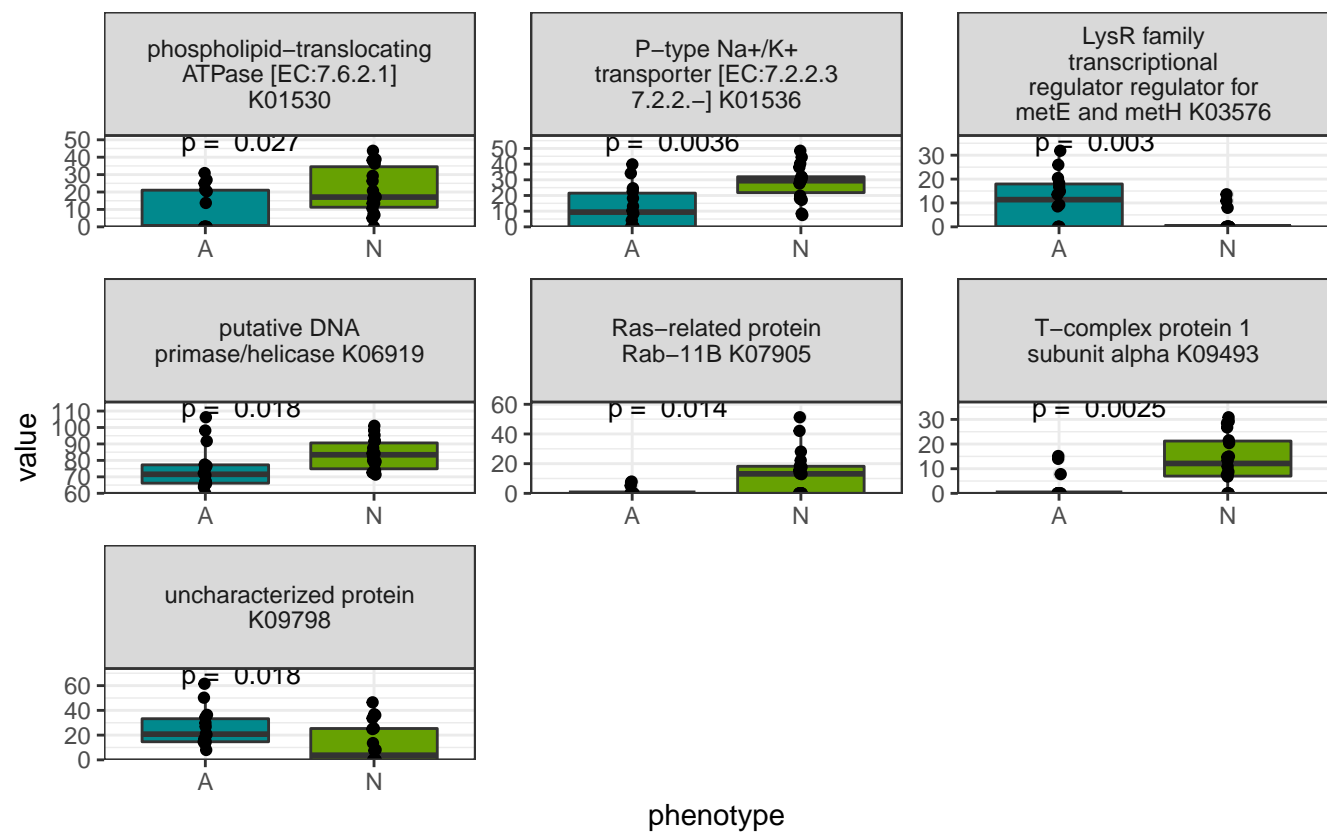 phospholipid−translocating
ATPase [EC:7.6.2.1]
K01530
P−type Na+/K+
transporter [EC:7.2.2.3
7.2.2.−] K01536
LysR family
transcriptional
regulator regulator for
metE and metH K03576
p = 0.027
50
40
30
20
10
0
A
N
p = 0.0036
50
40
30
20
10
0
A
N
p = 0.003
30
20
10
0
A
N
putative DNA
primase/helicase K06919
Ras−related protein
Rab−11B K07905
T−complex protein 1
subunit alpha K09493
p = 0.018
110
100
90
80
70
60
A
N
p = 0.014
60
40
20
0
A
N
p = 0.0025
30
20
10
0
A
N
uncharacterized protein
K09798
p = 0.018
60
40
20
0
A
N
value
phenotype